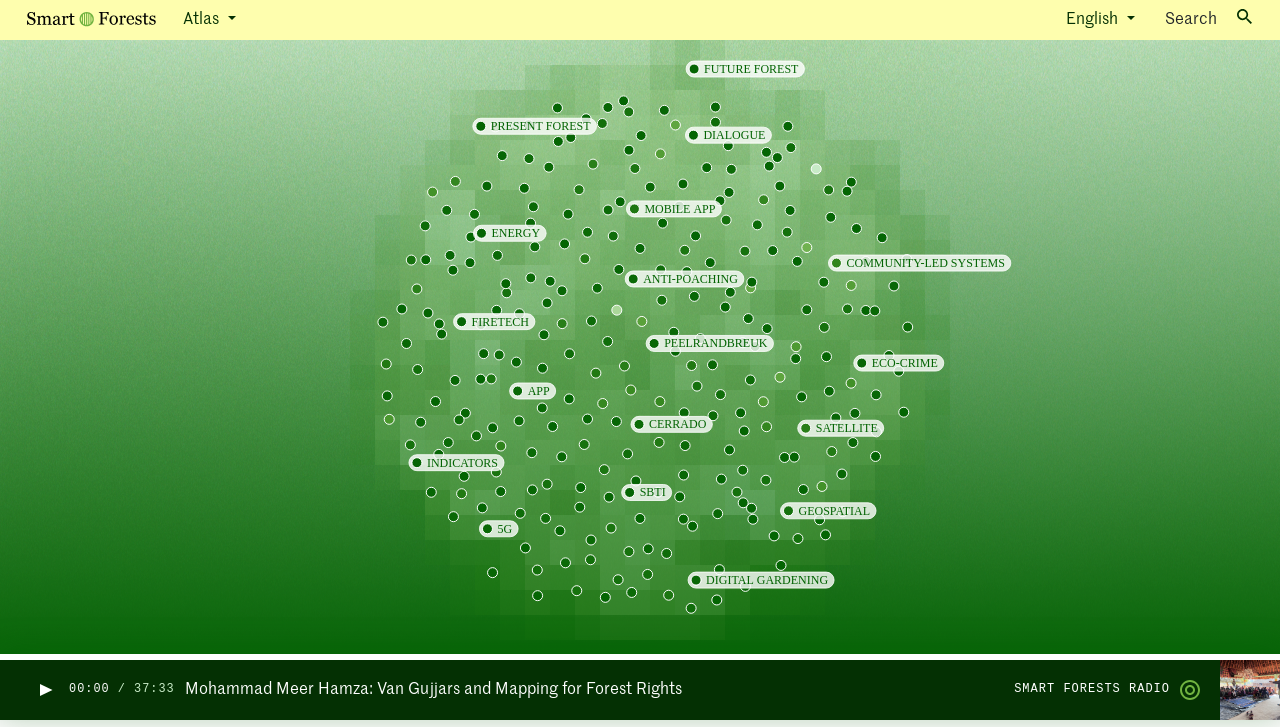 Smart Forests Atlas English Search
FUTURE FOREST
PRESENT FOREST
DIALOGUE
MOBILE APP
ENERGY
COMMUNITY-LED SYSTEMS
ANTI-POACHING
FIRETECH
PEELRANDBREUK
ECO-CRIME
APP
CERRADO
SATELLITE
INDICATORS
SBTI
GEOSPATIAL
5G
DIGITAL GARDENING
00:00 / 37:33 Mohammad Meer Hamza: Van Gujjars and Mapping for Forest Rights SMART FORESTS RADIO